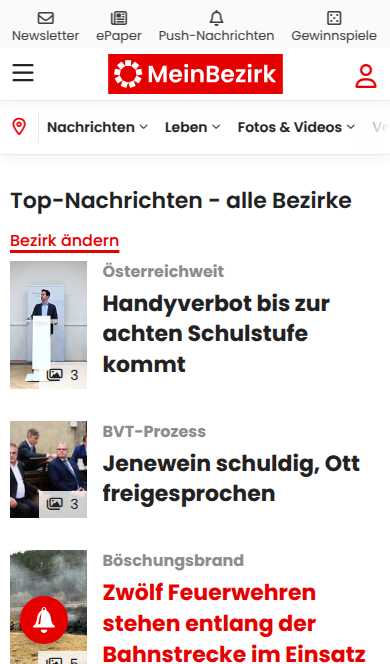 Newsletter ePaper Push-Nachrichten Gewinnspiele
MeinBezirk
Nachrichten Leben Fotos & Videos Ve
Top-Nachrichten - alle Bezirke
Bezirk ändern
Österreichweit
Handyverbot bis zur
achten Schulstufe
kommt
3
BVT-Prozess
Jenewein schuldig, Ott
freigesprochen
3
Böschungsbrand
Zwölf Feuerwehren
stehen entlang der
Bahnstrecke im Einsatz
5